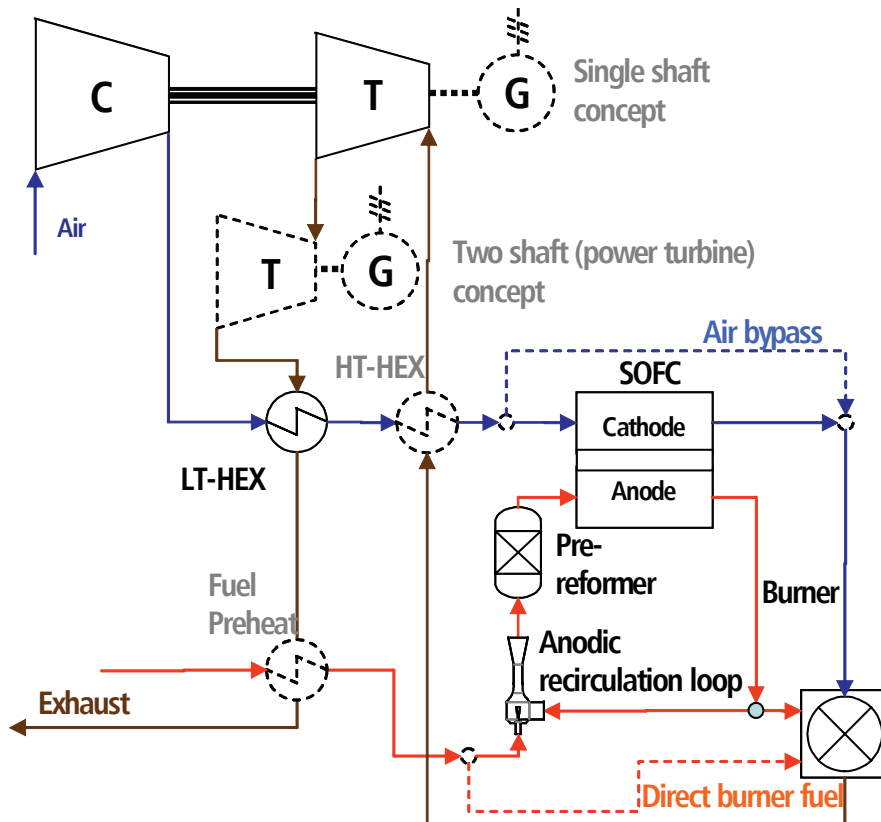 C
T
G
Single shaft
concept
Air
T
G
Two shaft (power turbine)
concept
Air bypass
HT-HEX
SOFC
Cathode
LT-HEX
Anode
Pre-
reformer
Fuel
Preheat
Burner
Anodic
recirculation loop
Exhaust
Direct burner fuel